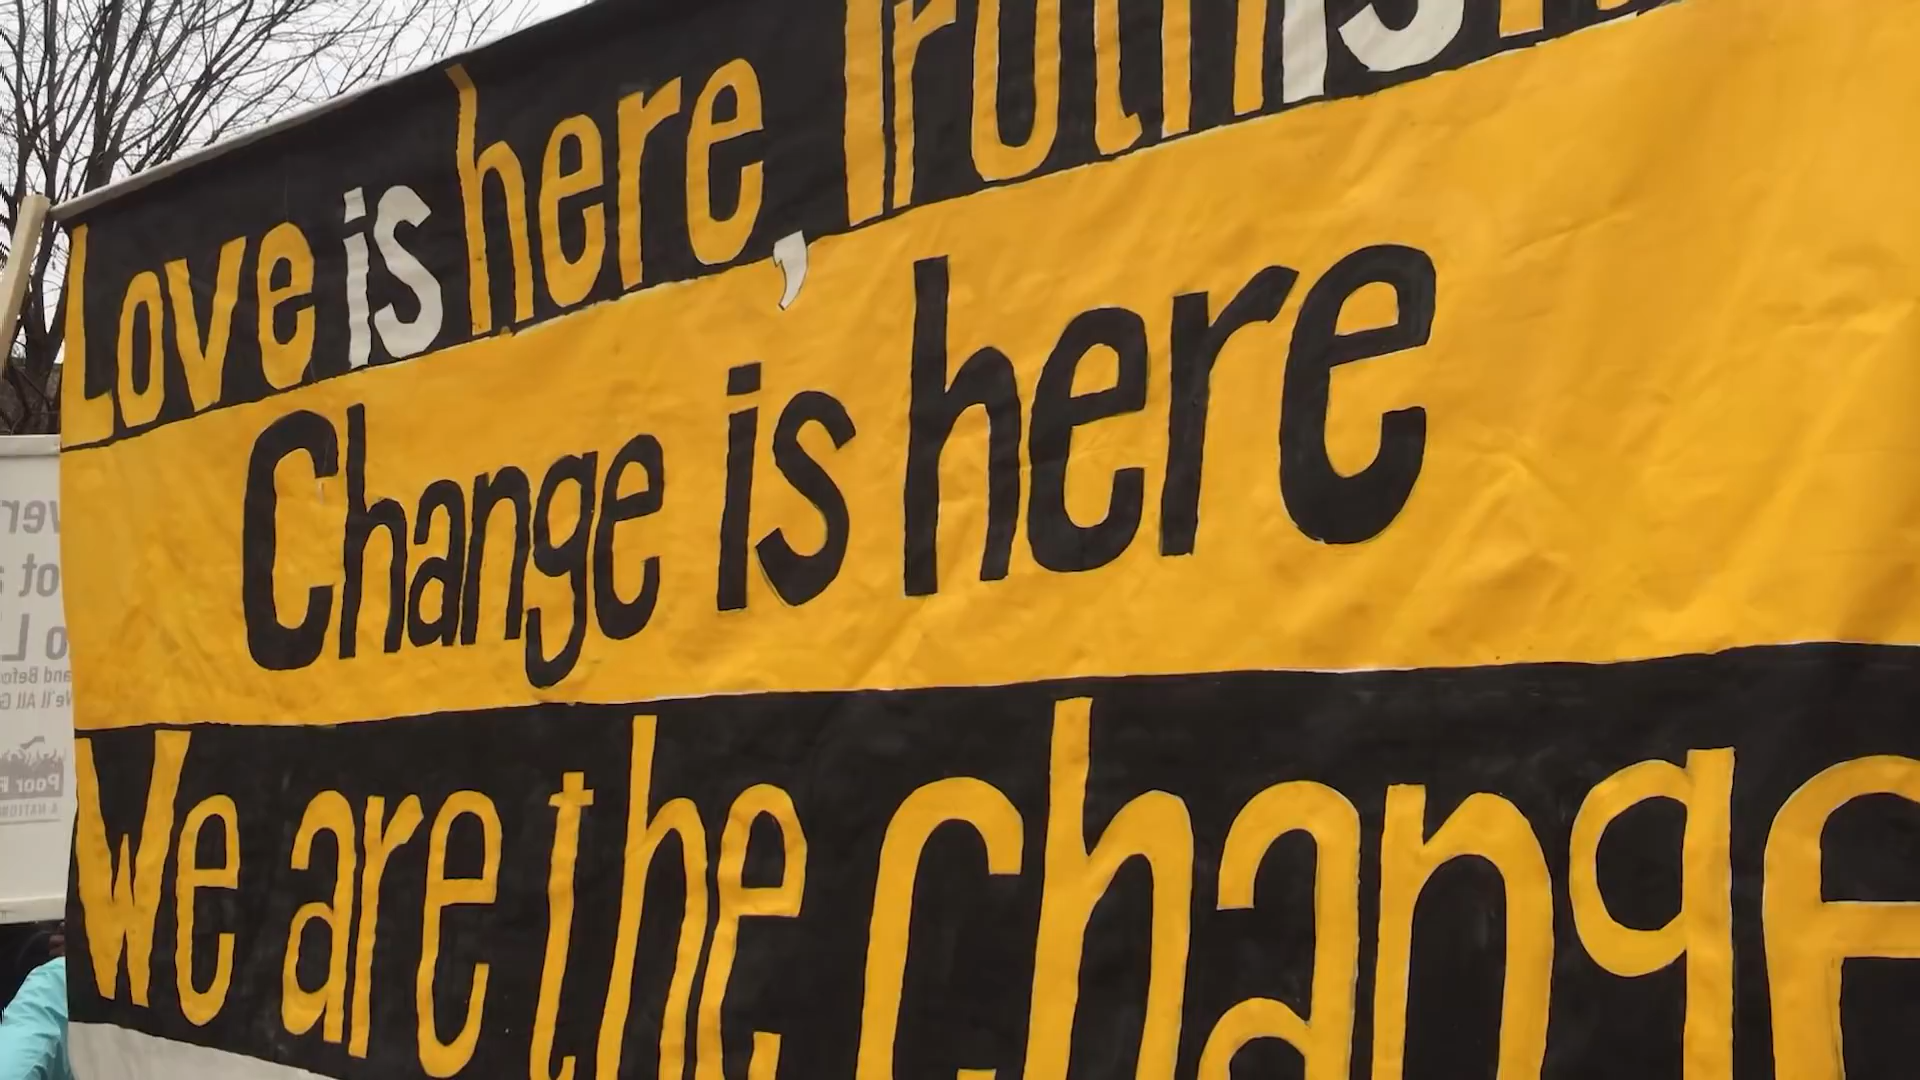 Love is here, Truth is
Change is here
We are the change